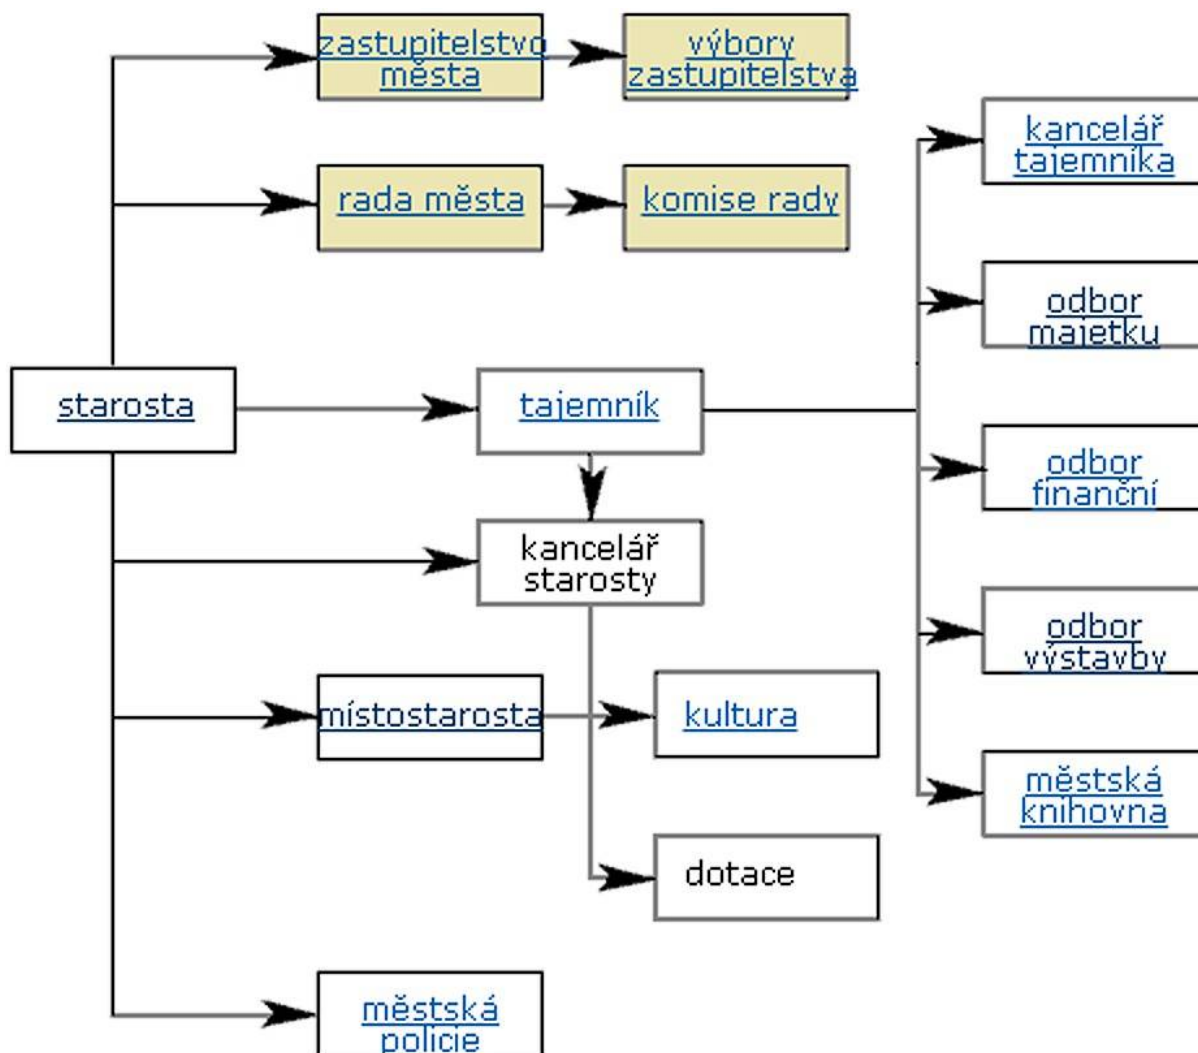 zastupitelstvo
města
výbory
zastupitelstva
kancelář
tajemníka
rada města
komise rady
odbor
majetku
starosta
tajemník
odbor
finanční
kancelář
starosty
odbor
výstavby
místostarosta
kultura
městská
knihovna
dotace
městská
policie